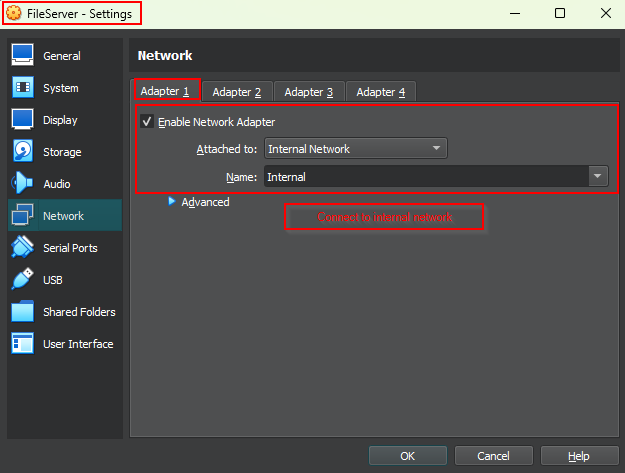 FileServer - Settings
General
System
Display
Storage
Audio
Network
Serial Ports
USB
Shared Folders
User Interface
Network
Adapter 1 Adapter 2 Adapter 3 Adapter 4
Enable Network Adapter
Attached to: Internal Network
Name: Internal
Advanced
Connect to internal network
OK Cancel Help